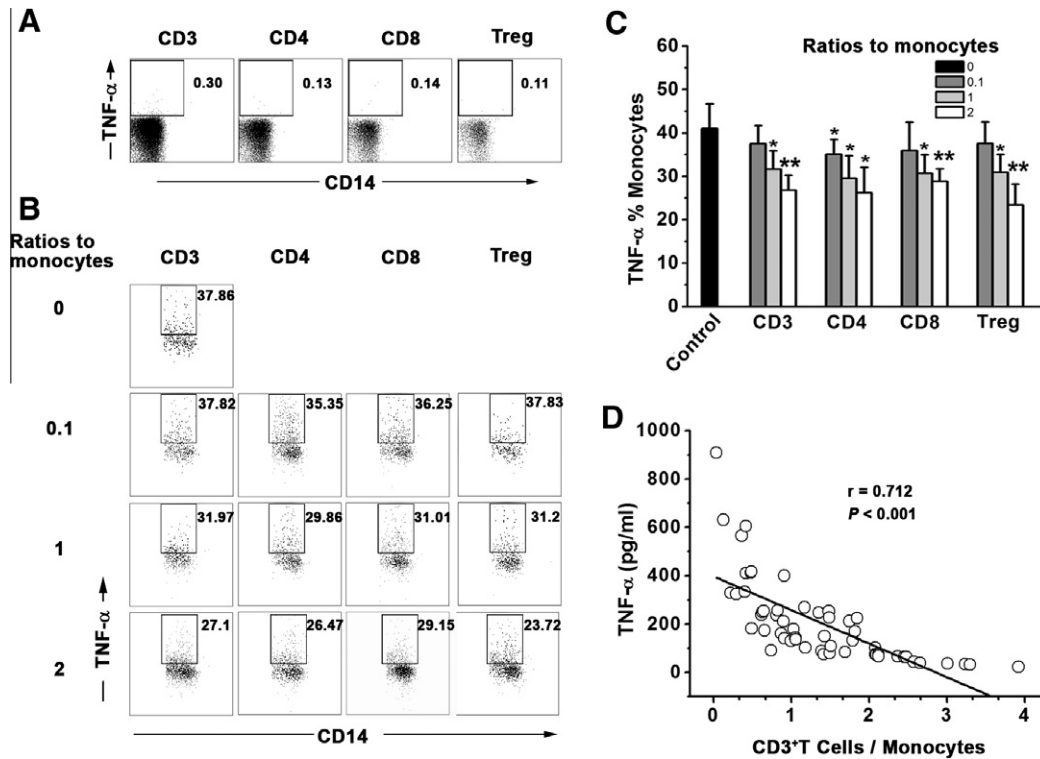 A
CD3 CD4 CD8 Treg
— TNF-α →
0.30 0.13 0.14 0.11
CD14
B
Ratios to
monocytes
CD3 CD4 CD8 Treg
0
37.86
0.1
37.82 35.35 36.25 37.83
1
31.97 29.86 31.01 31.2
2
27.1 26.47 29.15 23.72
— TNF-α →
CD14
C
TNF-α % Monocytes
60
50
40
30
20
10
0
Ratios to monocytes
0
0.1
1
2
* ** * * * * ** * **
Control CD3 CD4 CD8 Treg
D
TNF-α (pg/ml)
1000
800
600
400
200
0
r = 0.712
P < 0.001
0 1 2 3 4
CD3⁺T Cells / Monocytes